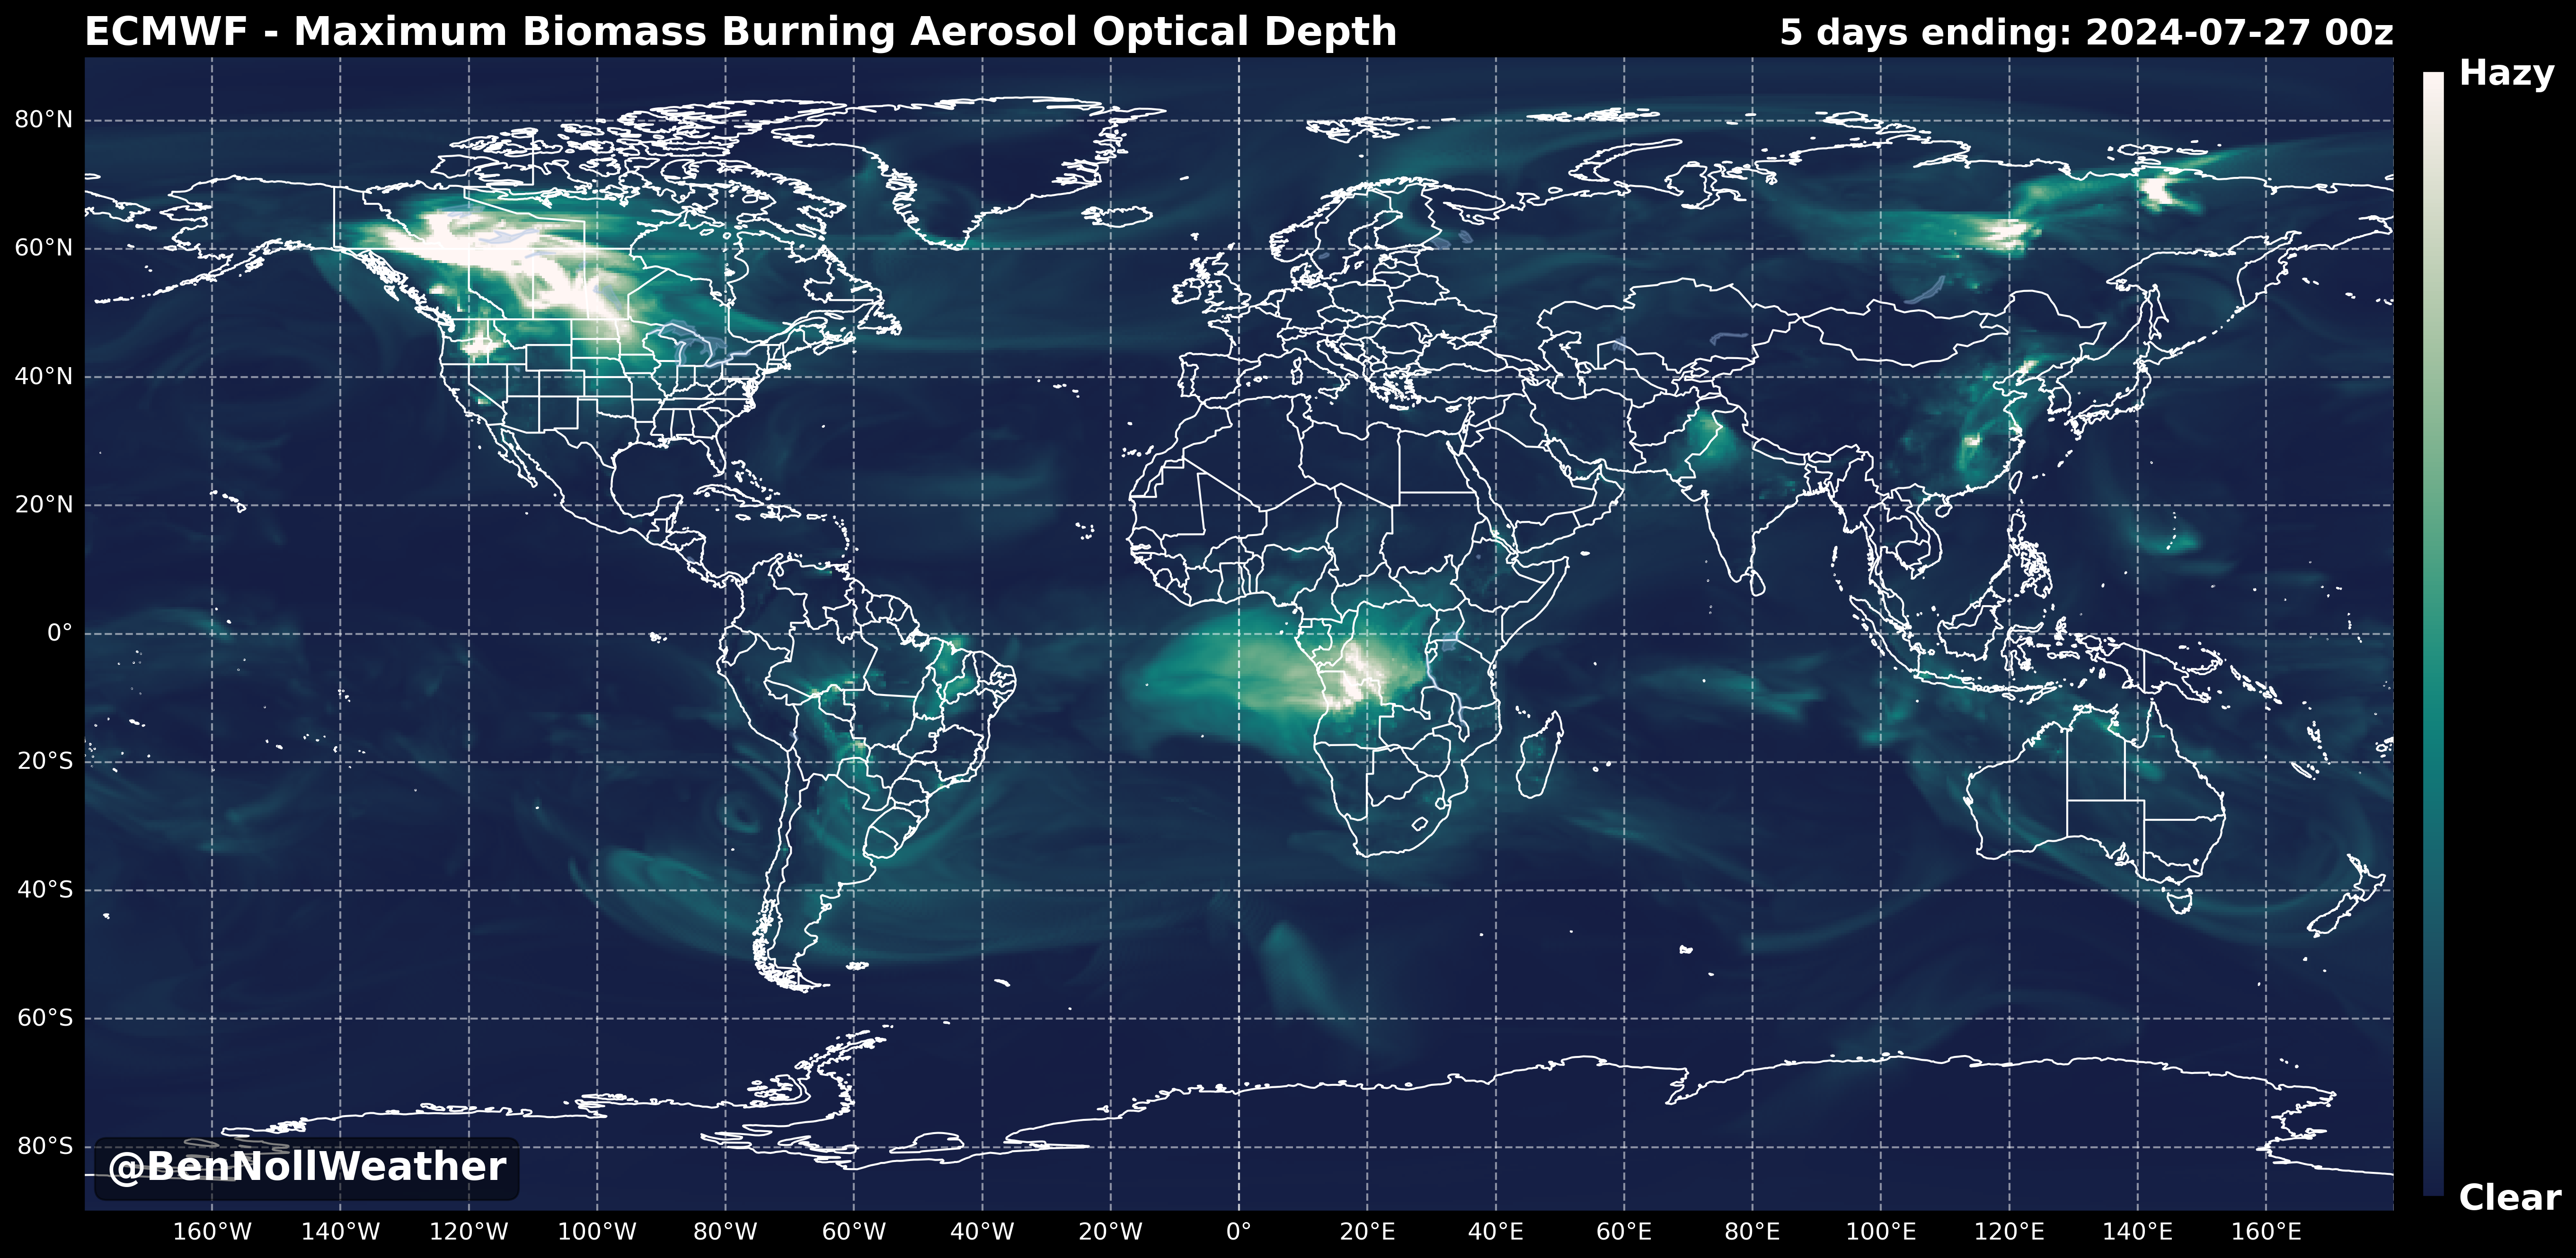 ECMWF - Maximum Biomass Burning Aerosol Optical Depth
5 days ending: 2024-07-27 00z
Hazy
80°N
60°N
40°N
20°N
0°
20°S
40°S
60°S
80°S
@BenNollWeather
Clear
160°W 140°W 120°W 100°W 80°W 60°W 40°W 20°W 0° 20°E 40°E 60°E 80°E 100°E 120°E 140°E 160°E